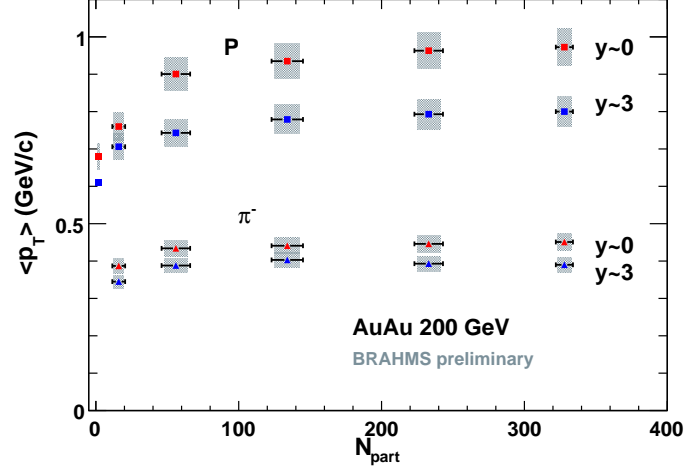 1
P
y~0
y~3
0.5
π-
y~0
y~3
<p_T> (GeV/c)
AuAu 200 GeV
BRAHMS preliminary
0
0 100 200 300 400
N_part